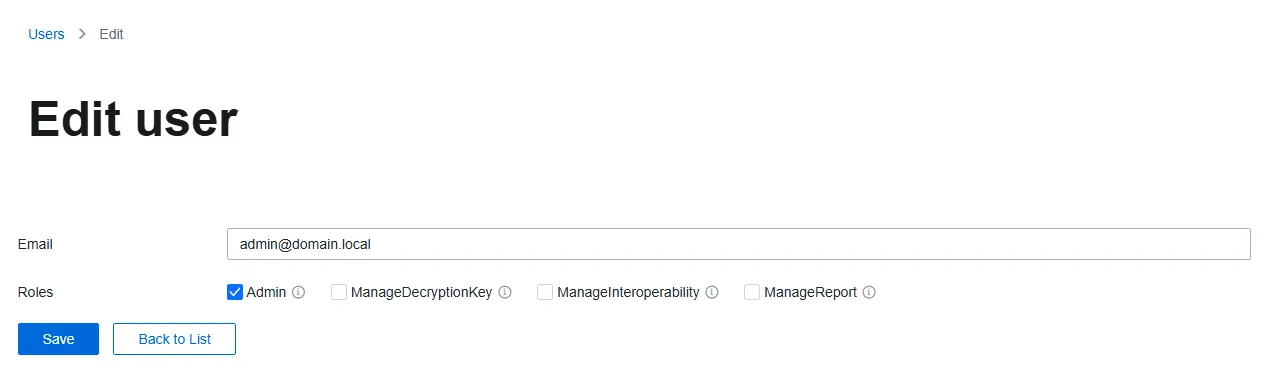 Users > Edit
Edit user
Email admin@domain.local
Roles Admin ManageDecryptionKey ManageInteroperability ManageReport
Save Back to List